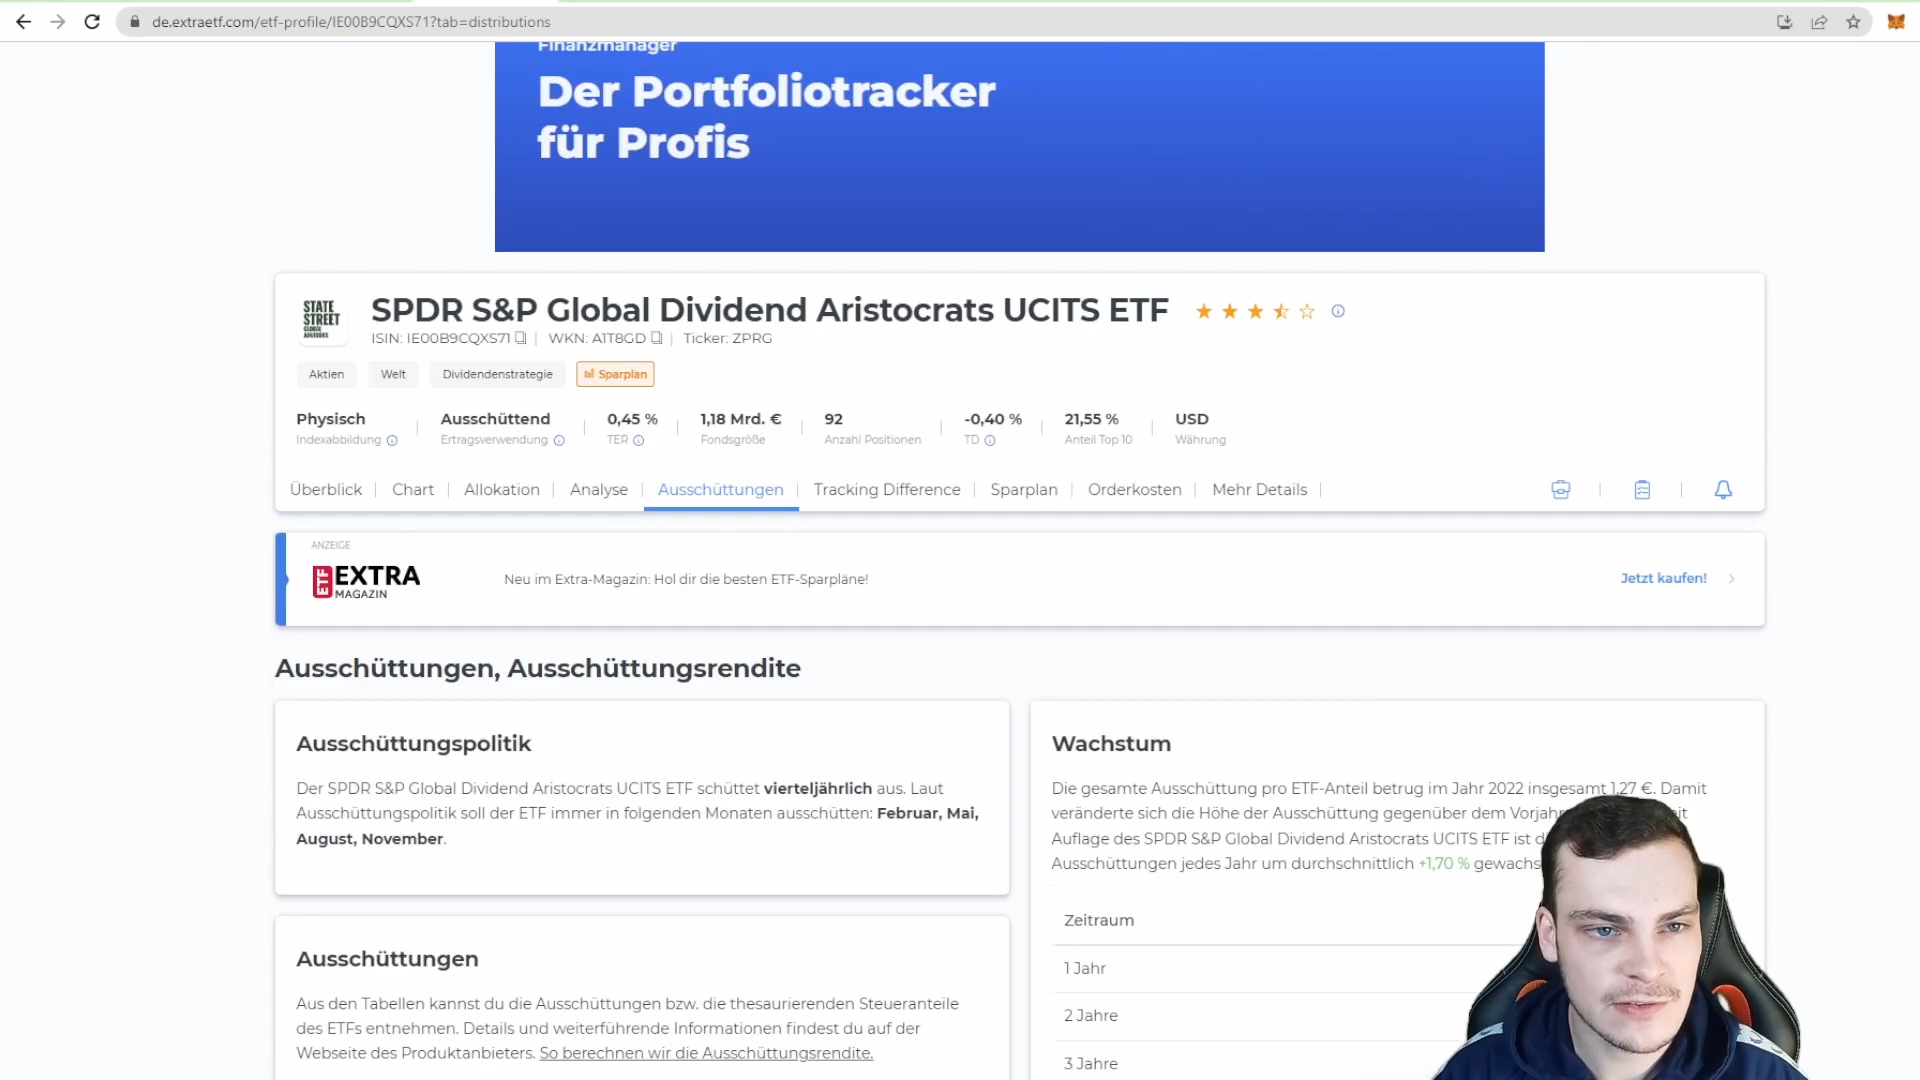 de.extraetf.com/etf-profile/IE00B9CQXS71?tab=distributions
Finanzmanager
Der Portfoliotracker
für Profis
STATE
STREET
GLOBAL
ADVISORS
SPDR S&P Global Dividend Aristocrats UCITS ETF
ISIN: IE00B9CQXS71 | WKN: A1T8GD | Ticker: ZPRG
Aktien Welt Dividendenstrategie Sparplan
Physisch Ausschüttend 0,45 % 1,18 Mrd. € 92 -0,40 % 21,55 % USD
Indexabbildung Ertragsverwendung TER Fondsgröße Anzahl Positionen TD Anteil Top 10 Währung
Überblick | Chart | Allokation | Analyse | Ausschüttungen | Tracking Difference | Sparplan | Orderkosten | Mehr Details |
ANZEIGE
ETF EXTRA
MAGAZIN
Neu im Extra-Magazin: Hol dir die besten ETF-Sparpläne!
Jetzt kaufen!
Ausschüttungen, Ausschüttungsrendite
Ausschüttungspolitik
Der SPDR S&P Global Dividend Aristocrats UCITS ETF schüttet vierteljährlich aus. Laut
Ausschüttungspolitik soll der ETF immer in folgenden Monaten ausschütten: Februar, Mai,
August, November.
Ausschüttungen
Aus den Tabellen kannst du die Ausschüttungen bzw. die thesaurierenden Steueranteile
des ETFs entnehmen. Details und weiterführende Informationen findest du auf der
Webseite des Produktanbieters. So berechnen wir die Ausschüttungsrendite.
Wachstum
Die gesamte Ausschüttung pro ETF-Anteil betrug im Jahr 2022 insgesamt 1,27 €. Damit
veränderte sich die Höhe der Ausschüttung gegenüber dem Vorjahr
Auflage des SPDR S&P Global Dividend Aristocrats UCITS ETF ist
Ausschüttungen jedes Jahr um durchschnittlich +1,70 %
Zeitraum
1 Jahr
2 Jahre
3 Jahre